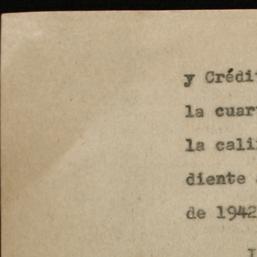 y Crédi
la cuar
la cali
diente
de 1942